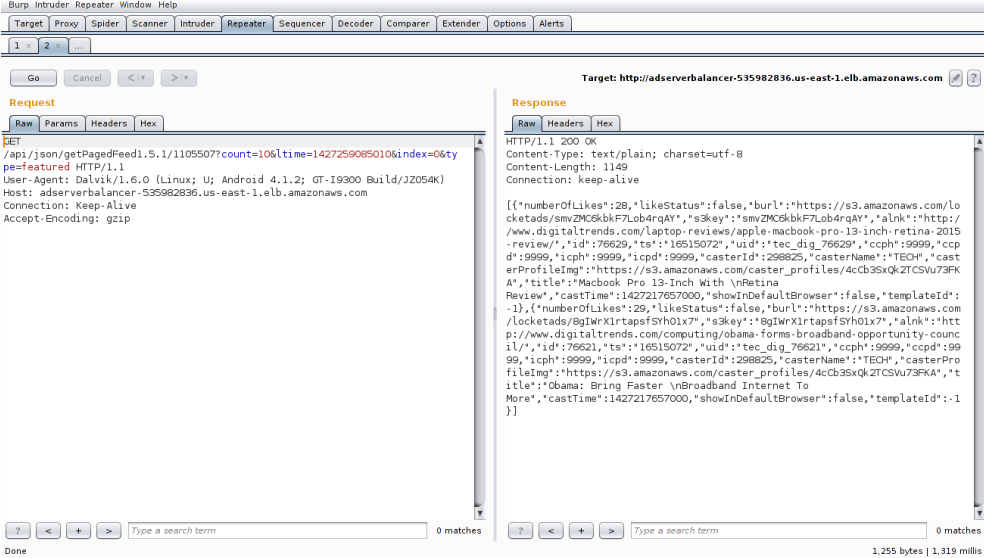 Burp Intruder Repeater Window Help
Target Proxy Spider Scanner Intruder Repeater Sequencer Decoder Comparer Extender Options Alerts
1 × 2 × ...
Go Cancel < | ▾ > | ▾ Target: http://adserverbalancer-535982836.us-east-1.elb.amazonaws.com ?
Request
Raw Params Headers Hex
GET
/api/json/getPagedFeed1.5.1/1105507?count=10&ltime=1427259085010&index=0&ty
pe=featured HTTP/1.1
User-Agent: Dalvik/1.6.0 (Linux; U; Android 4.1.2; GT-I9300 Build/JZO54K)
Host: adserverbalancer-535982836.us-east-1.elb.amazonaws.com
Connection: Keep-Alive
Accept-Encoding: gzip
? < + > Type a search term 0 matches
Response
Raw Headers Hex
HTTP/1.1 200 OK
Content-Type: text/plain; charset=utf-8
Content-Length: 1149
Connection: keep-alive
[{"numberOfLikes":28,"likeStatus":false,"burl":"https://s3.amazonaws.com/lo
cketads/smvZMC6kbkF7Lob4rqAY","s3key":"smvZMC6kbkF7Lob4rqAY","alnk":"http:/
/www.digitaltrends.com/laptop-reviews/apple-macbook-pro-13-inch-retina-2015
-review/","id":76629,"ts":"16515072","uid":"tec_dig_76629","ccph":9999,"ccp
d":9999,"icph":9999,"icpd":9999,"casterId":298825,"casterName":"TECH","cast
erProfileImg":"https://s3.amazonaws.com/caster_profiles/4cCb3SxQk2TCSVu73FK
A","title":"Macbook Pro 13-Inch With \nRetina
Review","castTime":1427217657000,"showInDefaultBrowser":false,"templateId":
-1},{"numberOfLikes":29,"likeStatus":false,"burl":"https://s3.amazonaws.com
/locketads/8gIWrX1rtapsfSYhO1x7","s3key":"8gIWrX1rtapsfSYhO1x7","alnk":"htt
p://www.digitaltrends.com/computing/obama-forms-broadband-opportunity-counc
il/","id":76621,"ts":"16515072","uid":"tec_dig_76621","ccph":9999,"ccpd":99
99,"icph":9999,"icpd":9999,"casterId":298825,"casterName":"TECH","casterPro
fileImg":"https://s3.amazonaws.com/caster_profiles/4cCb3SxQk2TCSVu73FKA","t
itle":"Obama: Bring Faster \nBroadband Internet To
More","castTime":1427217657000,"showInDefaultBrowser":false,"templateId":-1
}]
? < + > Type a search term 0 matches
Done 1,255 bytes | 1,319 millis